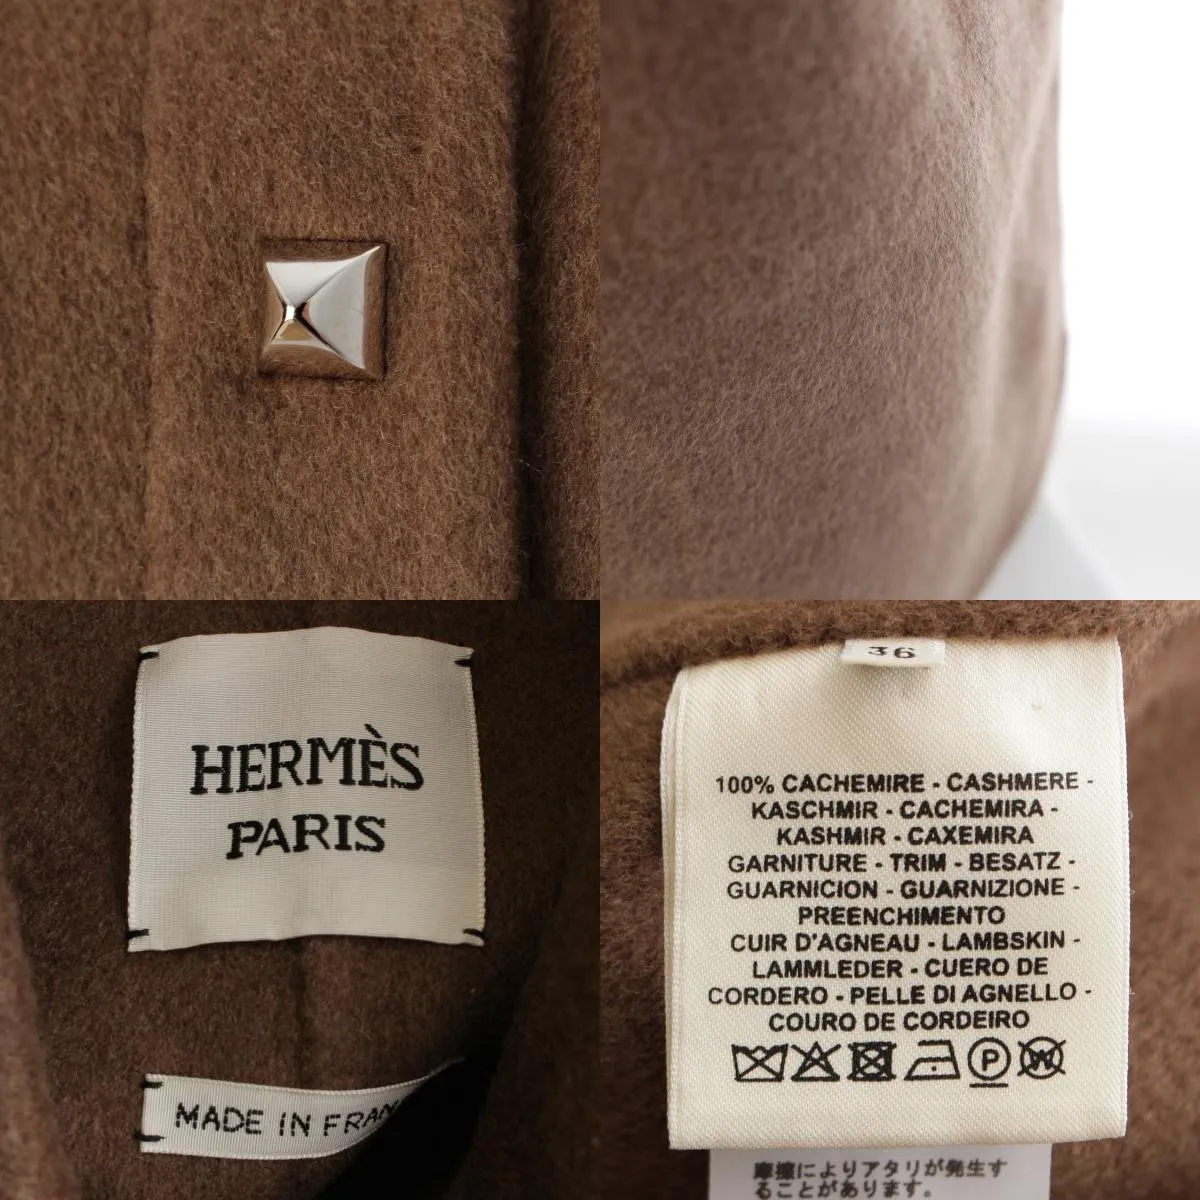 HERMÈS
PARIS
MADE IN FRAN
36
100% CACHEMIRE - CASHMERE -
KASCHMIR - CACHEMIRA -
KASHMIR - CAXEMIRA
GARNITURE - TRIM - BESATZ -
GUARNICION - GUARNIZIONE -
PREENCHIMENTO
CUIR D'AGNEAU - LAMBSKIN -
LAMMLEDER - CUERO DE
CORDERO - PELLE DI AGNELLO -
COURO DE CORDEIRO
P W
摩擦によりアタリが発生す
ることがあります。